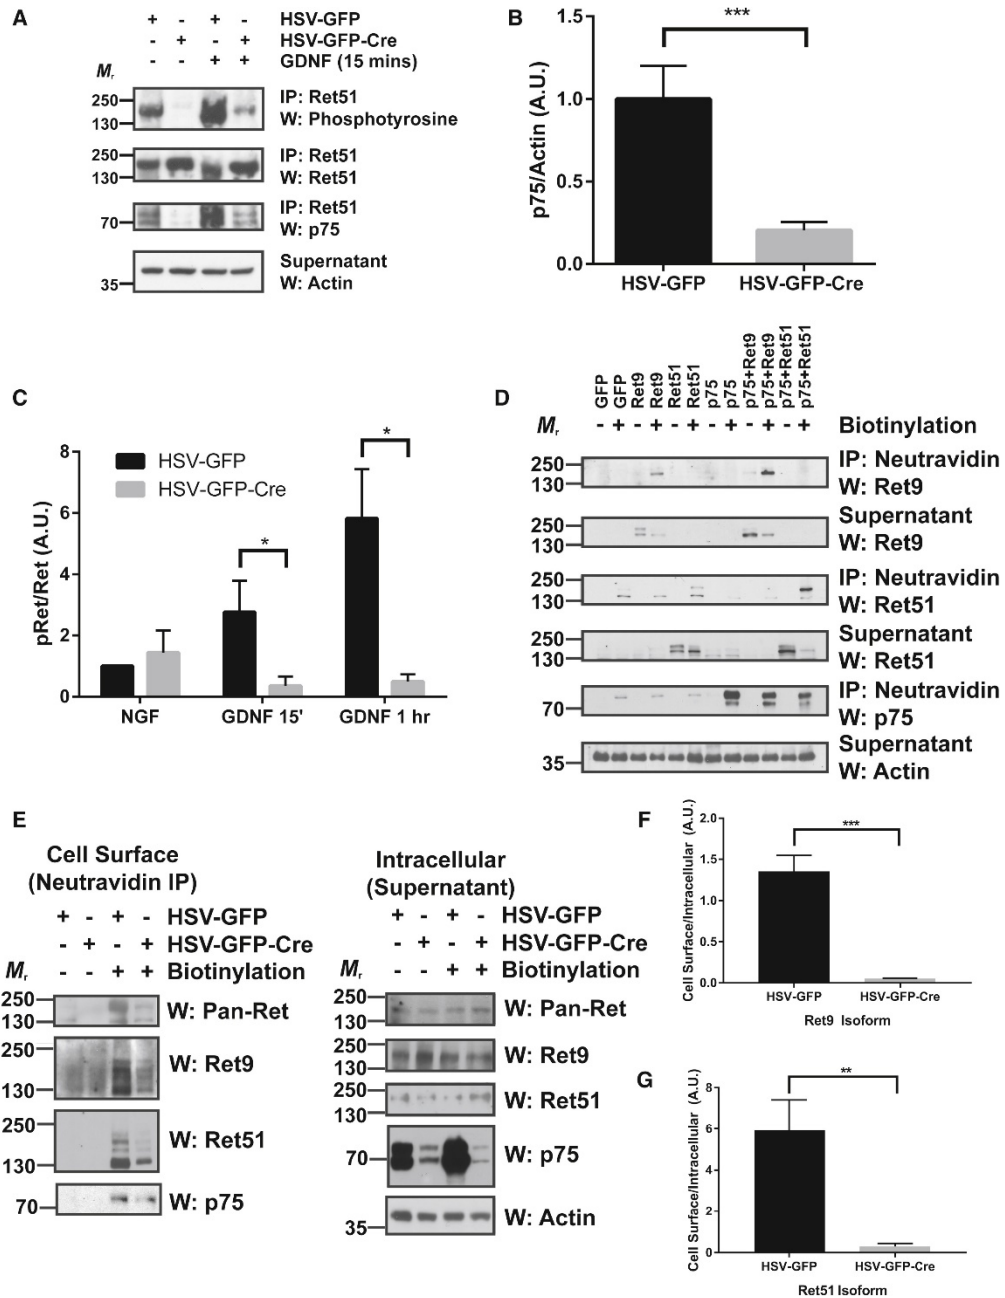 A
+ - + - HSV-GFP
- + - + HSV-GFP-Cre
- - + + GDNF (15 mins)
Mr
250
130
IP: Ret51
W: Phosphotyrosine
250
130
IP: Ret51
W: Ret51
70
IP: Ret51
W: p75
35
Supernatant
W: Actin
B
***
p75/Actin (A.U.)
1.5
1.0
0.5
0.0
HSV-GFP
HSV-GFP-Cre
C
pRet/Ret (A.U.)
8
6
4
2
0
HSV-GFP
HSV-GFP-Cre
*
*
NGF
GDNF 15'
GDNF 1 hr
D
GFP
GFP
Ret9
Ret9
Ret51
Ret51
p75
p75
p75+Ret9
p75+Ret9
p75+Ret51
p75+Ret51
Mr
- + - + - + - + - + - + Biotinylation
250
130
IP: Neutravidin
W: Ret9
250
130
Supernatant
W: Ret9
250
130
IP: Neutravidin
W: Ret51
250
130
Supernatant
W: Ret51
70
IP: Neutravidin
W: p75
35
Supernatant
W: Actin
E
Cell Surface
(Neutravidin IP)
+ - + - HSV-GFP
- + - + HSV-GFP-Cre
- - + + Biotinylation
Mr
250
130
W: Pan-Ret
250
130
W: Ret9
250
130
W: Ret51
70
W: p75
Intracellular
(Supernatant)
+ - + - HSV-GFP
- + - + HSV-GFP-Cre
- - + + Biotinylation
Mr
250
130
W: Pan-Ret
250
130
W: Ret9
250
130
W: Ret51
70
W: p75
35
W: Actin
F
Cell Surface/Intracellular (A.U.)
2.0
1.5
1.0
0.5
0.0
***
HSV-GFP
HSV-GFP-Cre
Ret9 Isoform
G
Cell Surface/Intracellular (A.U.)
8
6
4
2
0
**
HSV-GFP
HSV-GFP-Cre
Ret51 Isoform